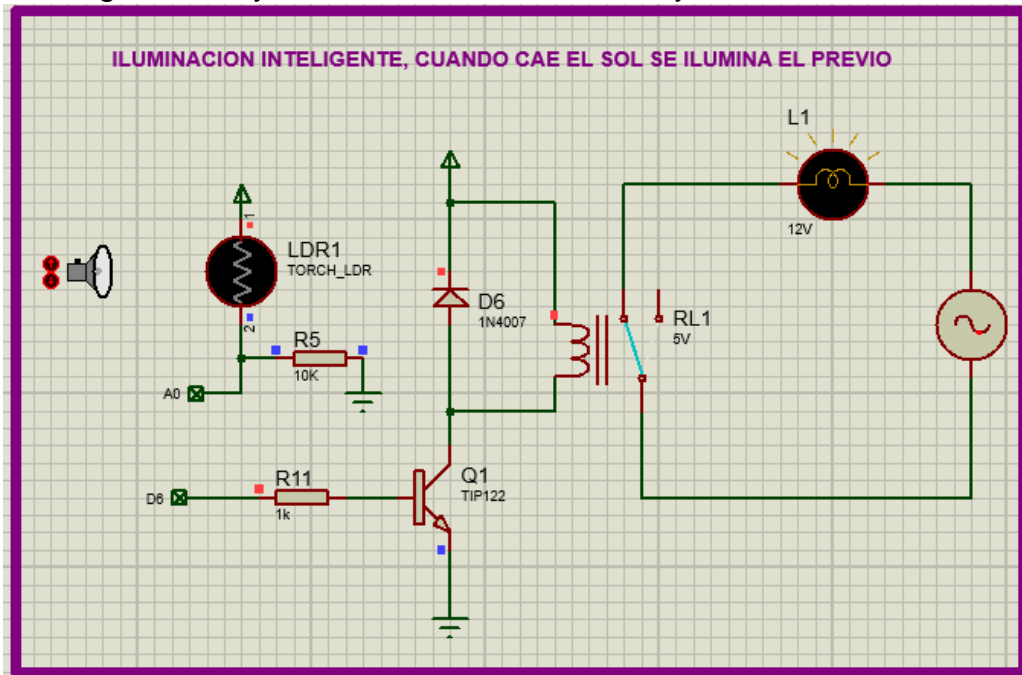 ILUMINACION INTELIGENTE, CUANDO CAE EL SOL SE ILUMINA EL PREVIO
L1
12V
1
LDR1
TORCH_LDR
2
D6
1N4007
RL1
5V
R5
10K
A0
R11
1k
D6
Q1
TIP122